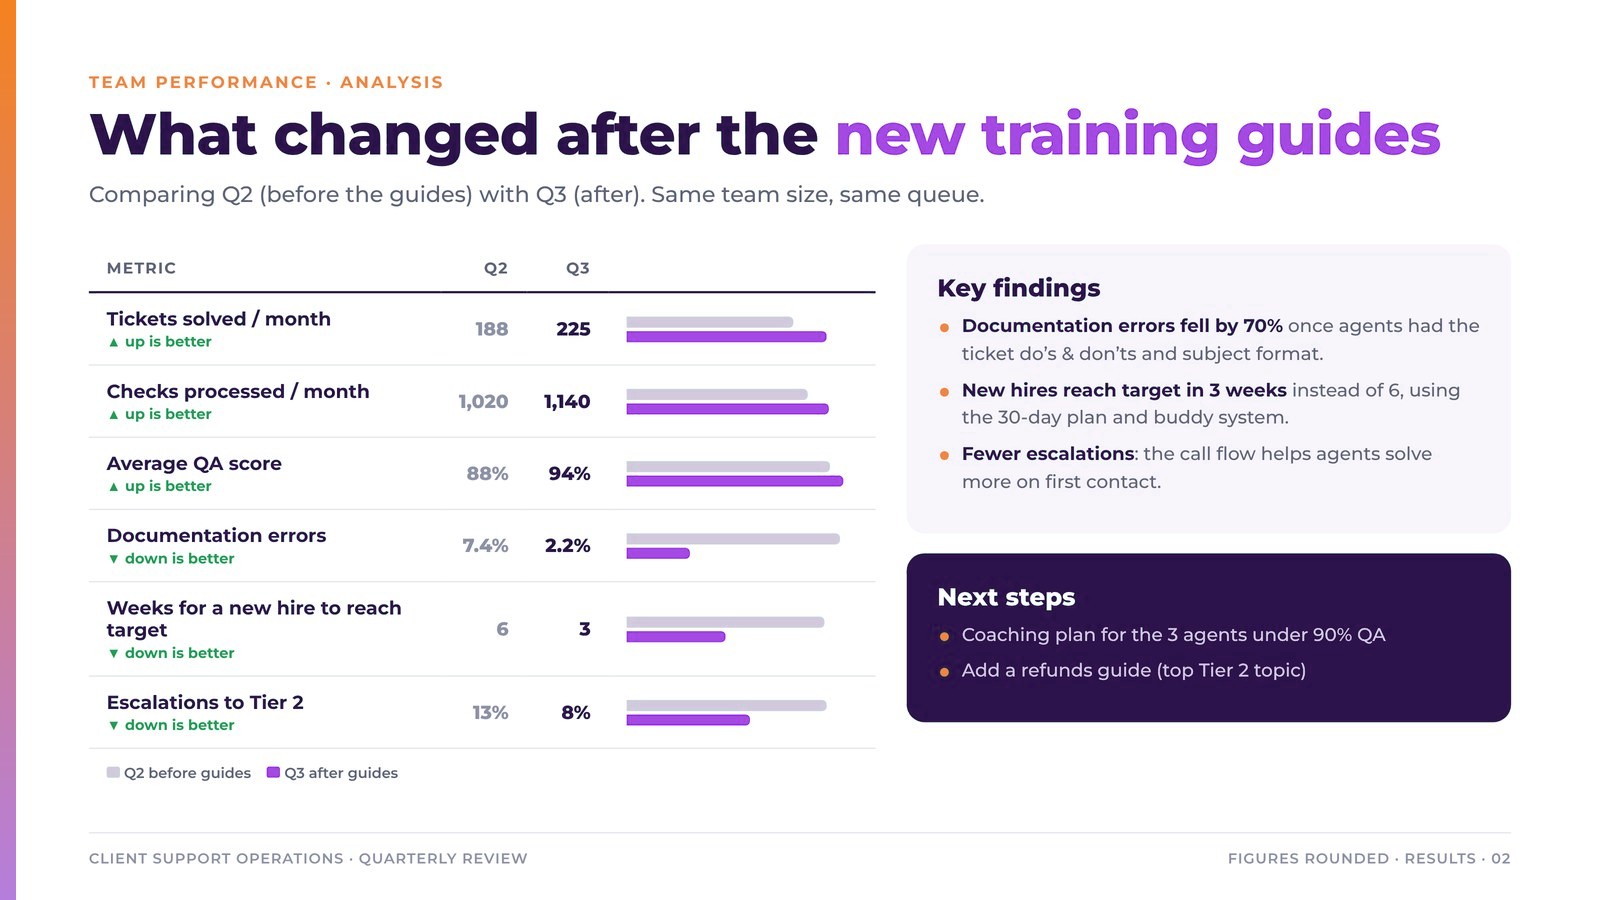 TEAM PERFORMANCE · ANALYSIS
What changed after the new training guides
Comparing Q2 (before the guides) with Q3 (after). Same team size, same queue.
METRIC Q2 Q3
Tickets solved / month 188 225
▲ up is better
Checks processed / month 1,020 1,140
▲ up is better
Average QA score 88% 94%
▲ up is better
Documentation errors 7.4% 2.2%
▼ down is better
Weeks for a new hire to reach
target 6 3
▼ down is better
Escalations to Tier 2 13% 8%
▼ down is better
Q2 before guides Q3 after guides
Key findings
Documentation errors fell by 70% once agents had the
ticket do’s & don’ts and subject format.
New hires reach target in 3 weeks instead of 6, using
the 30-day plan and buddy system.
Fewer escalations: the call flow helps agents solve
more on first contact.
Next steps
Coaching plan for the 3 agents under 90% QA
Add a refunds guide (top Tier 2 topic)
CLIENT SUPPORT OPERATIONS · QUARTERLY REVIEW
FIGURES ROUNDED · RESULTS · 02